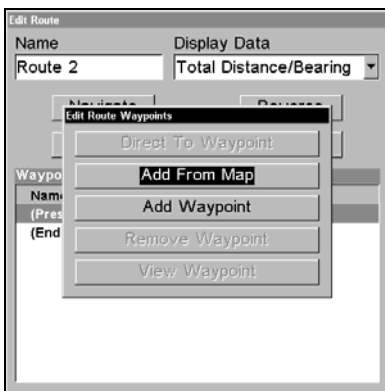 Edit Route
Name Display Data
Route 2 Total Distance/Bearing
Edit Route Waypoints
Direct To Waypoint
Add From Map
Add Waypoint
Remove Waypoint
View Waypoint
(End